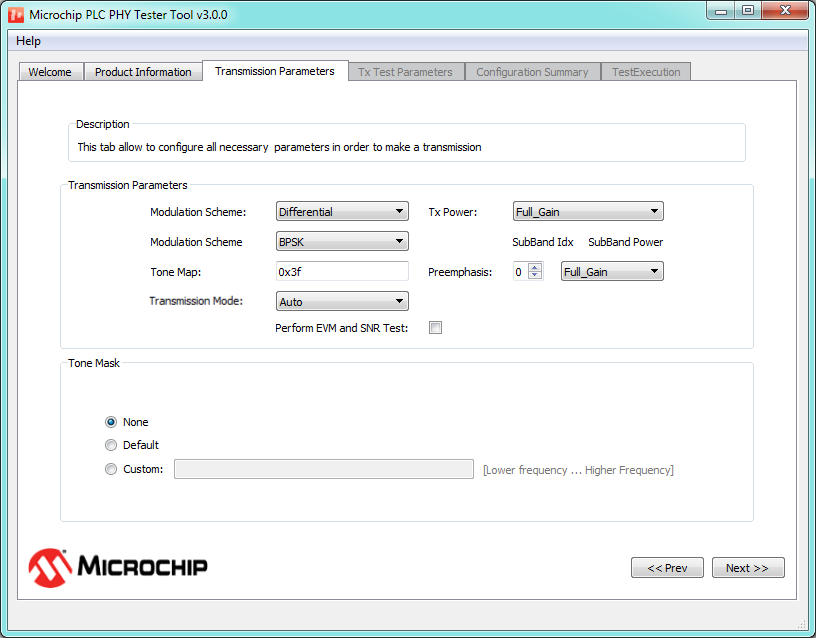 Microchip PLC PHY Tester Tool v3.0.0
Help
Welcome Product Information Transmission Parameters Tx Test Parameters Configuration Summary TestExecution
Description
This tab allow to configure all necessary parameters in order to make a transmission
Transmission Parameters
Modulation Scheme: Differential Tx Power: Full_Gain
Modulation Scheme BPSK SubBand Idx SubBand Power
Tone Map: 0x3f Preemphasis: 0 Full_Gain
Transmission Mode: Auto
Perform EVM and SNR Test:
Tone Mask
None
Default
Custom: [Lower frequency ... Higher Frequency]
MICROCHIP
<< Prev Next >>